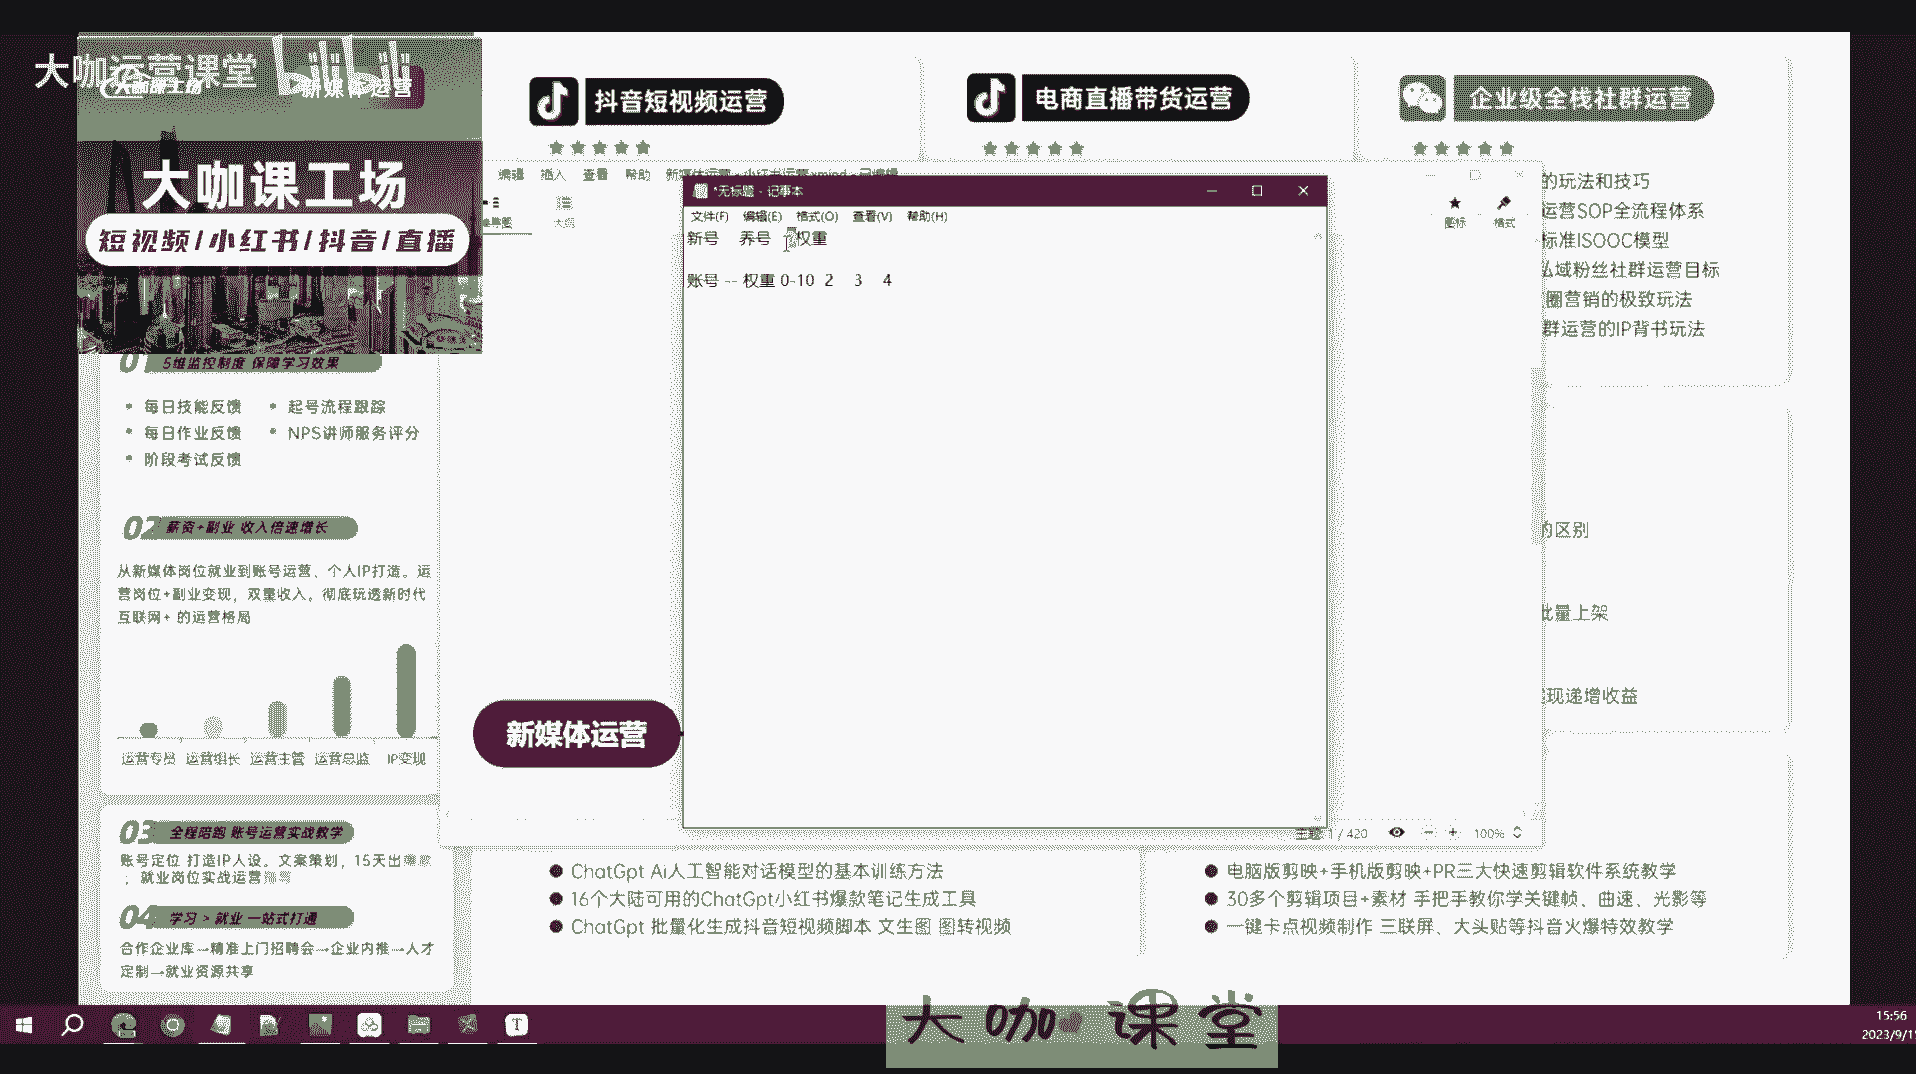 大咖运营课堂
bilibili
大咖课工场
新媒体运营
大咖课工场
短视频/小红书/抖音/直播
抖音短视频运营
电商直播带货运营
企业级全栈社群运营
编辑 插入 查看 帮助
大纲
图标
格式
*无标题 - 记事本
文件(F) 编辑(E) 格式(O) 查看(V) 帮助(H)
新号 养号 权重
账号 -- 权重 0-10 2 3 4
的玩法和技巧
运营SOP全流程体系
标准ISOOC模型
私域粉丝社群运营目标
圈营销的极致玩法
群运营的IP背书玩法
的区别
批量上架
现递增收益
01 5维监控制度 保障学习效果
每日技能反馈
起号流程跟踪
每日作业反馈
NPS讲师服务评分
阶段考试反馈
02 薪资+副业 收入倍速增长
从新媒体岗位就业到账号运营、个人IP打造。运
营岗位+副业变现，双重收入。彻底玩透新时代
互联网+ 的运营格局
运营专员 运营组长 运营主管 运营总监 IP变现
新媒体运营
03 全程陪跑 账号运营实战教学
账号定位 打造IP人设。文案策划，15天出
；就业岗位实战运营
04 学习 > 就业 一站式打通
合作企业库→精准上门招聘会→企业内推→人才
定制→就业资源共享
主题 1 / 420
100%
ChatGpt Ai人工智能对话模型的基本训练方法
16个大陆可用的ChatGpt小红书爆款笔记生成工具
ChatGpt 批量化生成抖音短视频脚本 文生图 图转视频
电脑版剪映+手机版剪映+PR三大快速剪辑软件系统教学
30多个剪辑项目+素材 手把手教你学关键帧、曲速、光影等
一键卡点视频制作 三联屏、大头贴等抖音火爆特效教学
大咖课堂
15:56